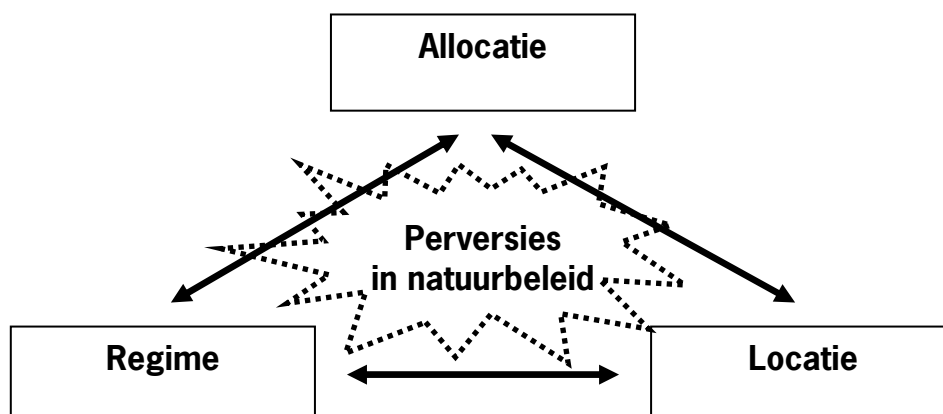 Allocatie
Perversies
in natuurbeleid
Regime
Locatie